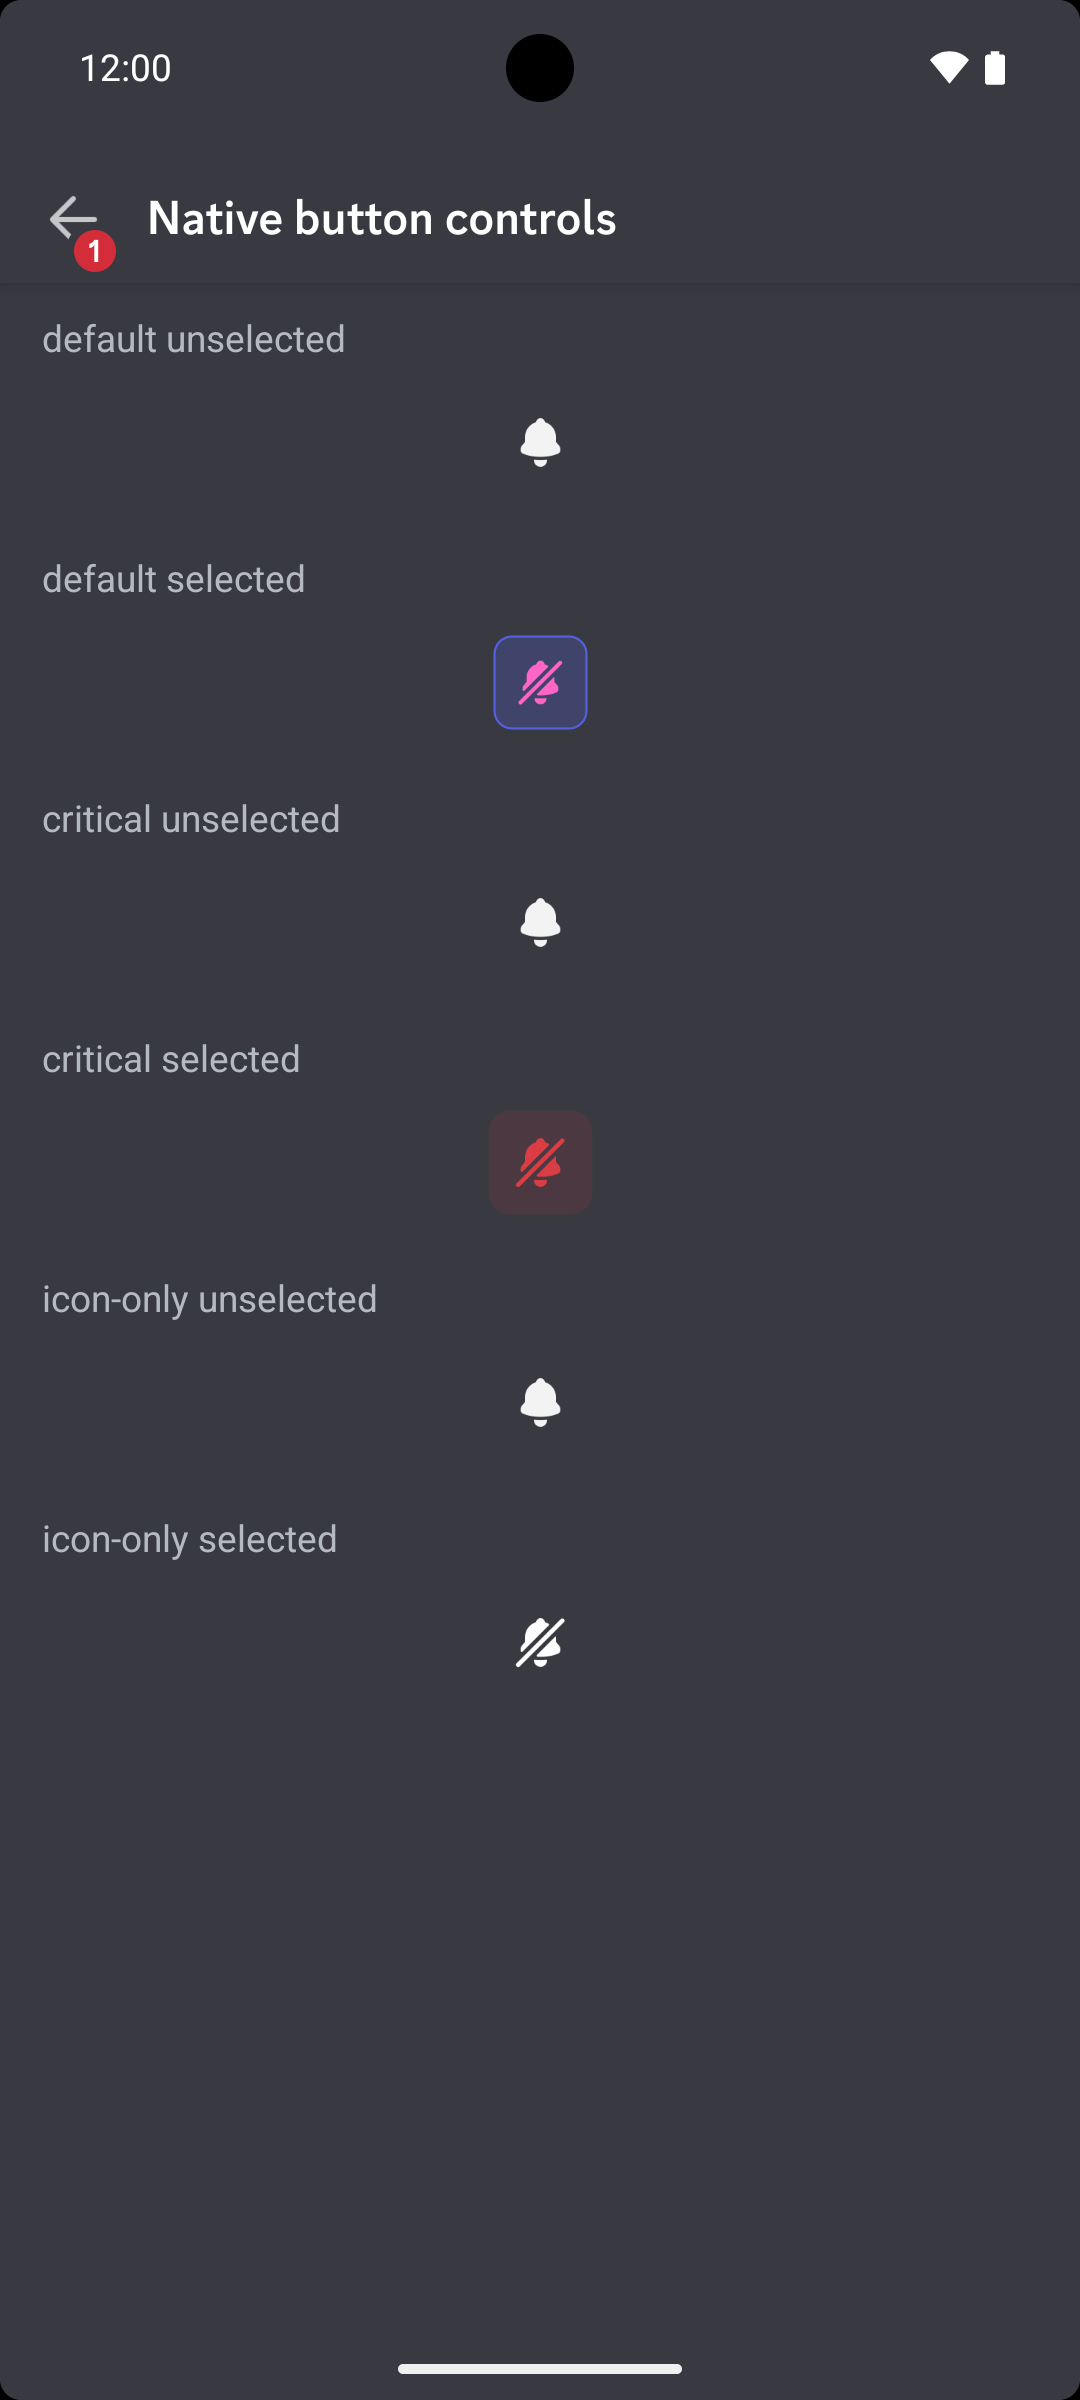 12:00
Native button controls
1
default unselected
default selected
critical unselected
critical selected
icon-only unselected
icon-only selected